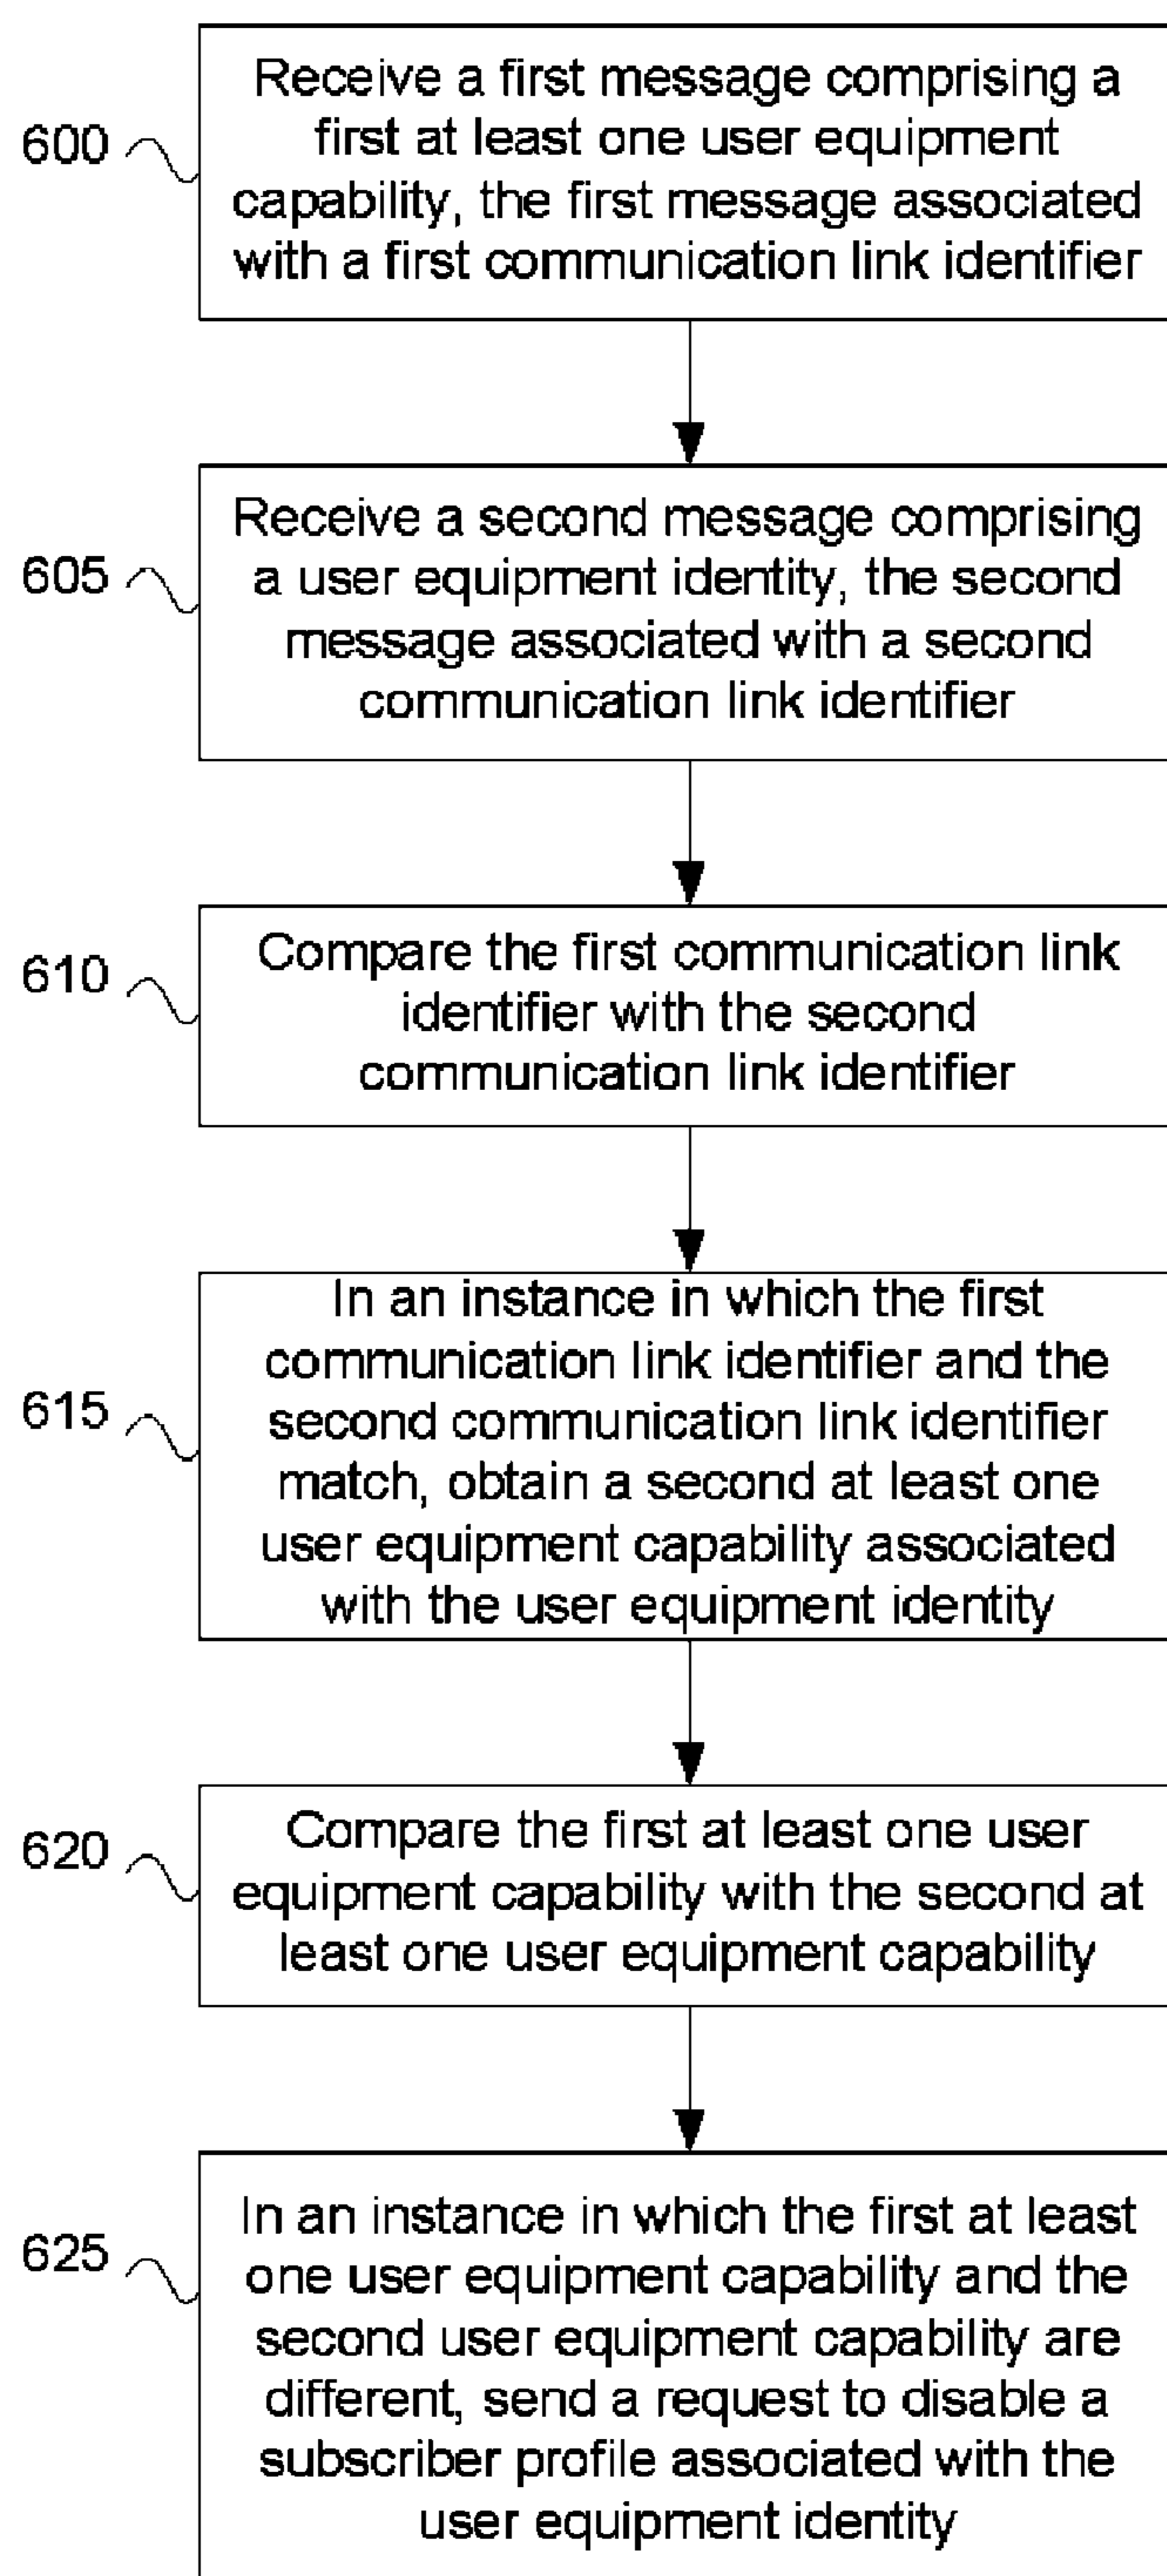 600
Receive a first message comprising a
first at least one user equipment
capability, the first message associated
with a first communication link identifier
605
Receive a second message comprising
a user equipment identity, the second
message associated with a second
communication link identifier
610
Compare the first communication link
identifier with the second
communication link identifier
615
In an instance in which the first
communication link identifier and the
second communication link identifier
match, obtain a second at least one
user equipment capability associated
with the user equipment identity
620
Compare the first at least one user
equipment capability with the second at
least one user equipment capability
625
In an instance in which the first at least
one user equipment capability and the
second user equipment capability are
different, send a request to disable a
subscriber profile associated with the
user equipment identity